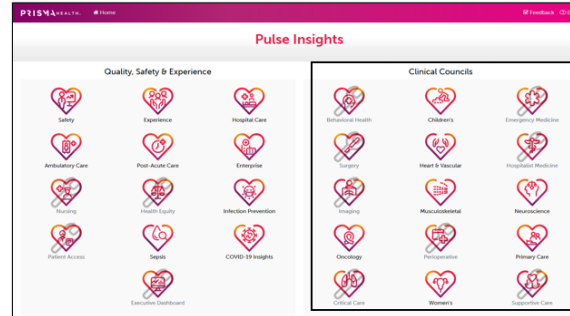 PRISMA HEALTH. Home Feedback
Pulse Insights
Quality, Safety & Experience
Safety Experience Hospital Care
Ambulatory Care Post-Acute Care Enterprise
Nursing Health Equity Infection Prevention
Patient Access Sepsis COVID-19 Insights
Executive Dashboard
Clinical Councils
Behavioral Health Children's Emergency Medicine
Surgery Heart & Vascular Hospitalist Medicine
Imaging Musculoskeletal Neuroscience
Oncology Perioperative Primary Care
Critical Care Women's Supportive Care